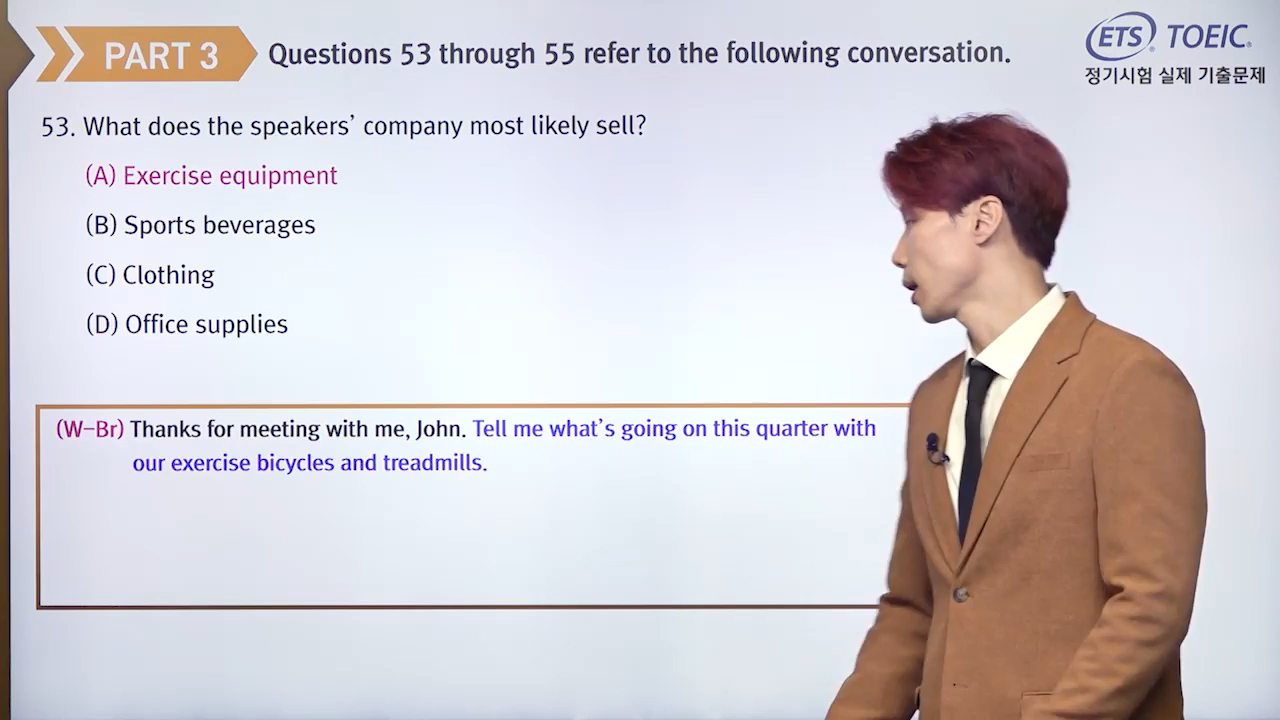 PART 3
Questions 53 through 55 refer to the following conversation.
ETS TOEIC
정기시험 실제 기출문제
53. What does the speakers’ company most likely sell?
(A) Exercise equipment
(B) Sports beverages
(C) Clothing
(D) Office supplies
(W-Br) Thanks for meeting with me, John. Tell me what’s going on this quarter with
our exercise bicycles and treadmills.